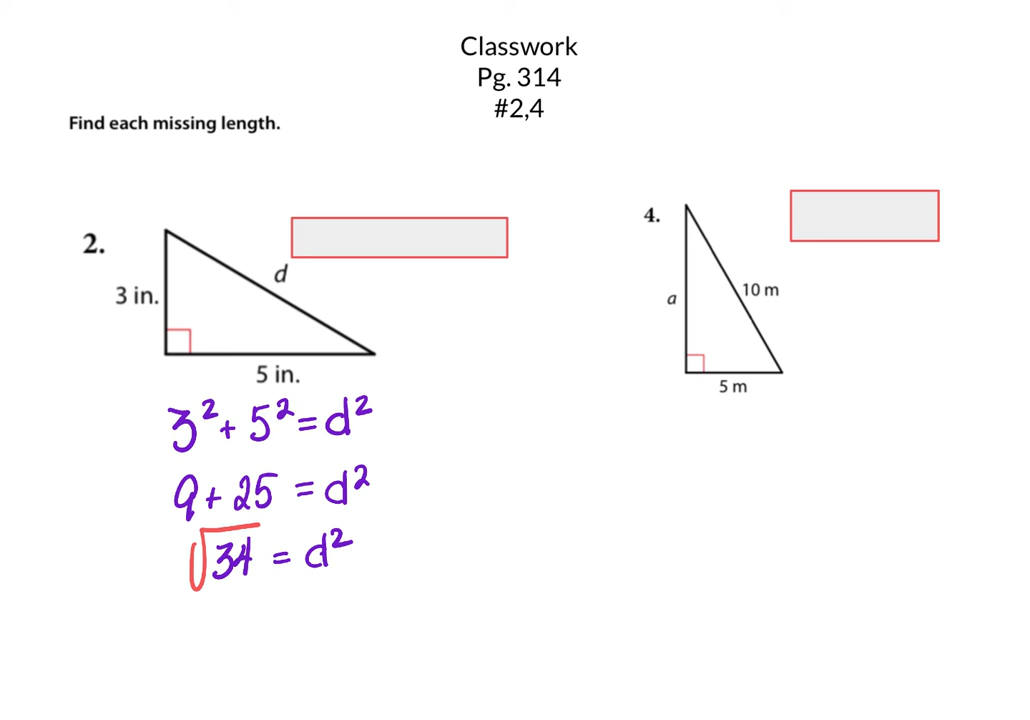 Classwork
Pg. 314
#2,4
Find each missing length.
2.
d
3 in.
5 in.
3² + 5² = d²
9 + 25 = d²
√34 = d²
4.
a
10 m
5 m